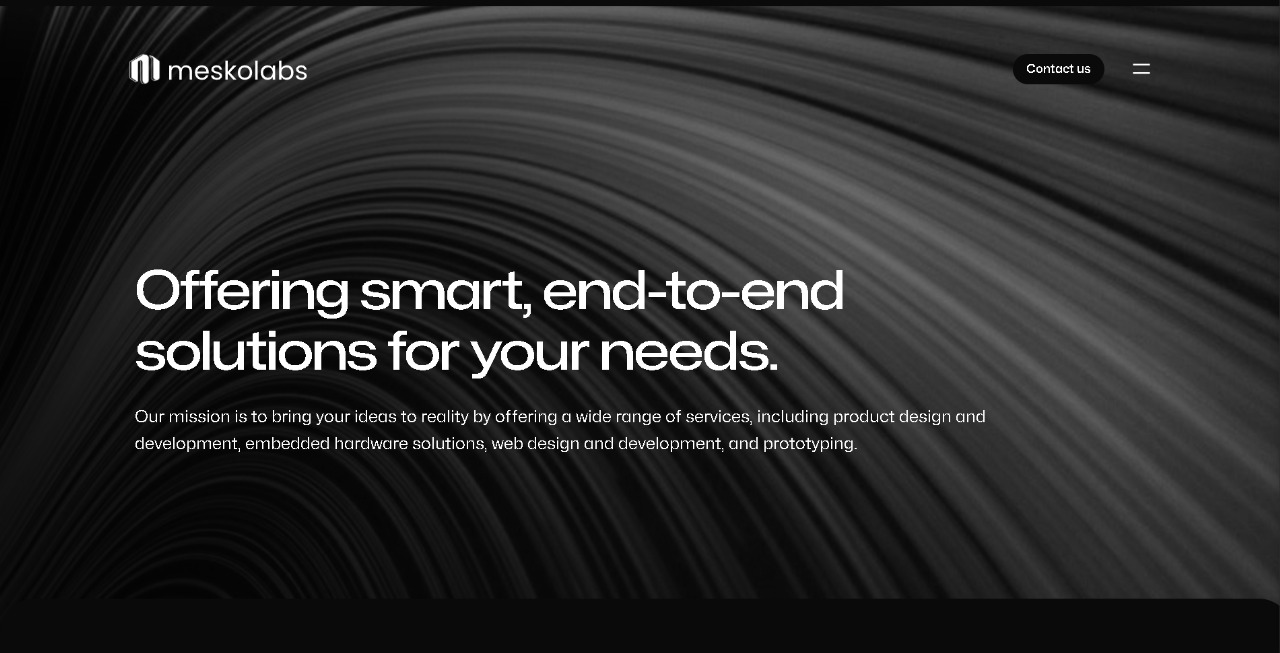 meskolabs
Contact us
Offering smart, end-to-end
solutions for your needs.
Our mission is to bring your ideas to reality by offering a wide range of services, including product design and
development, embedded hardware solutions, web design and development, and prototyping.